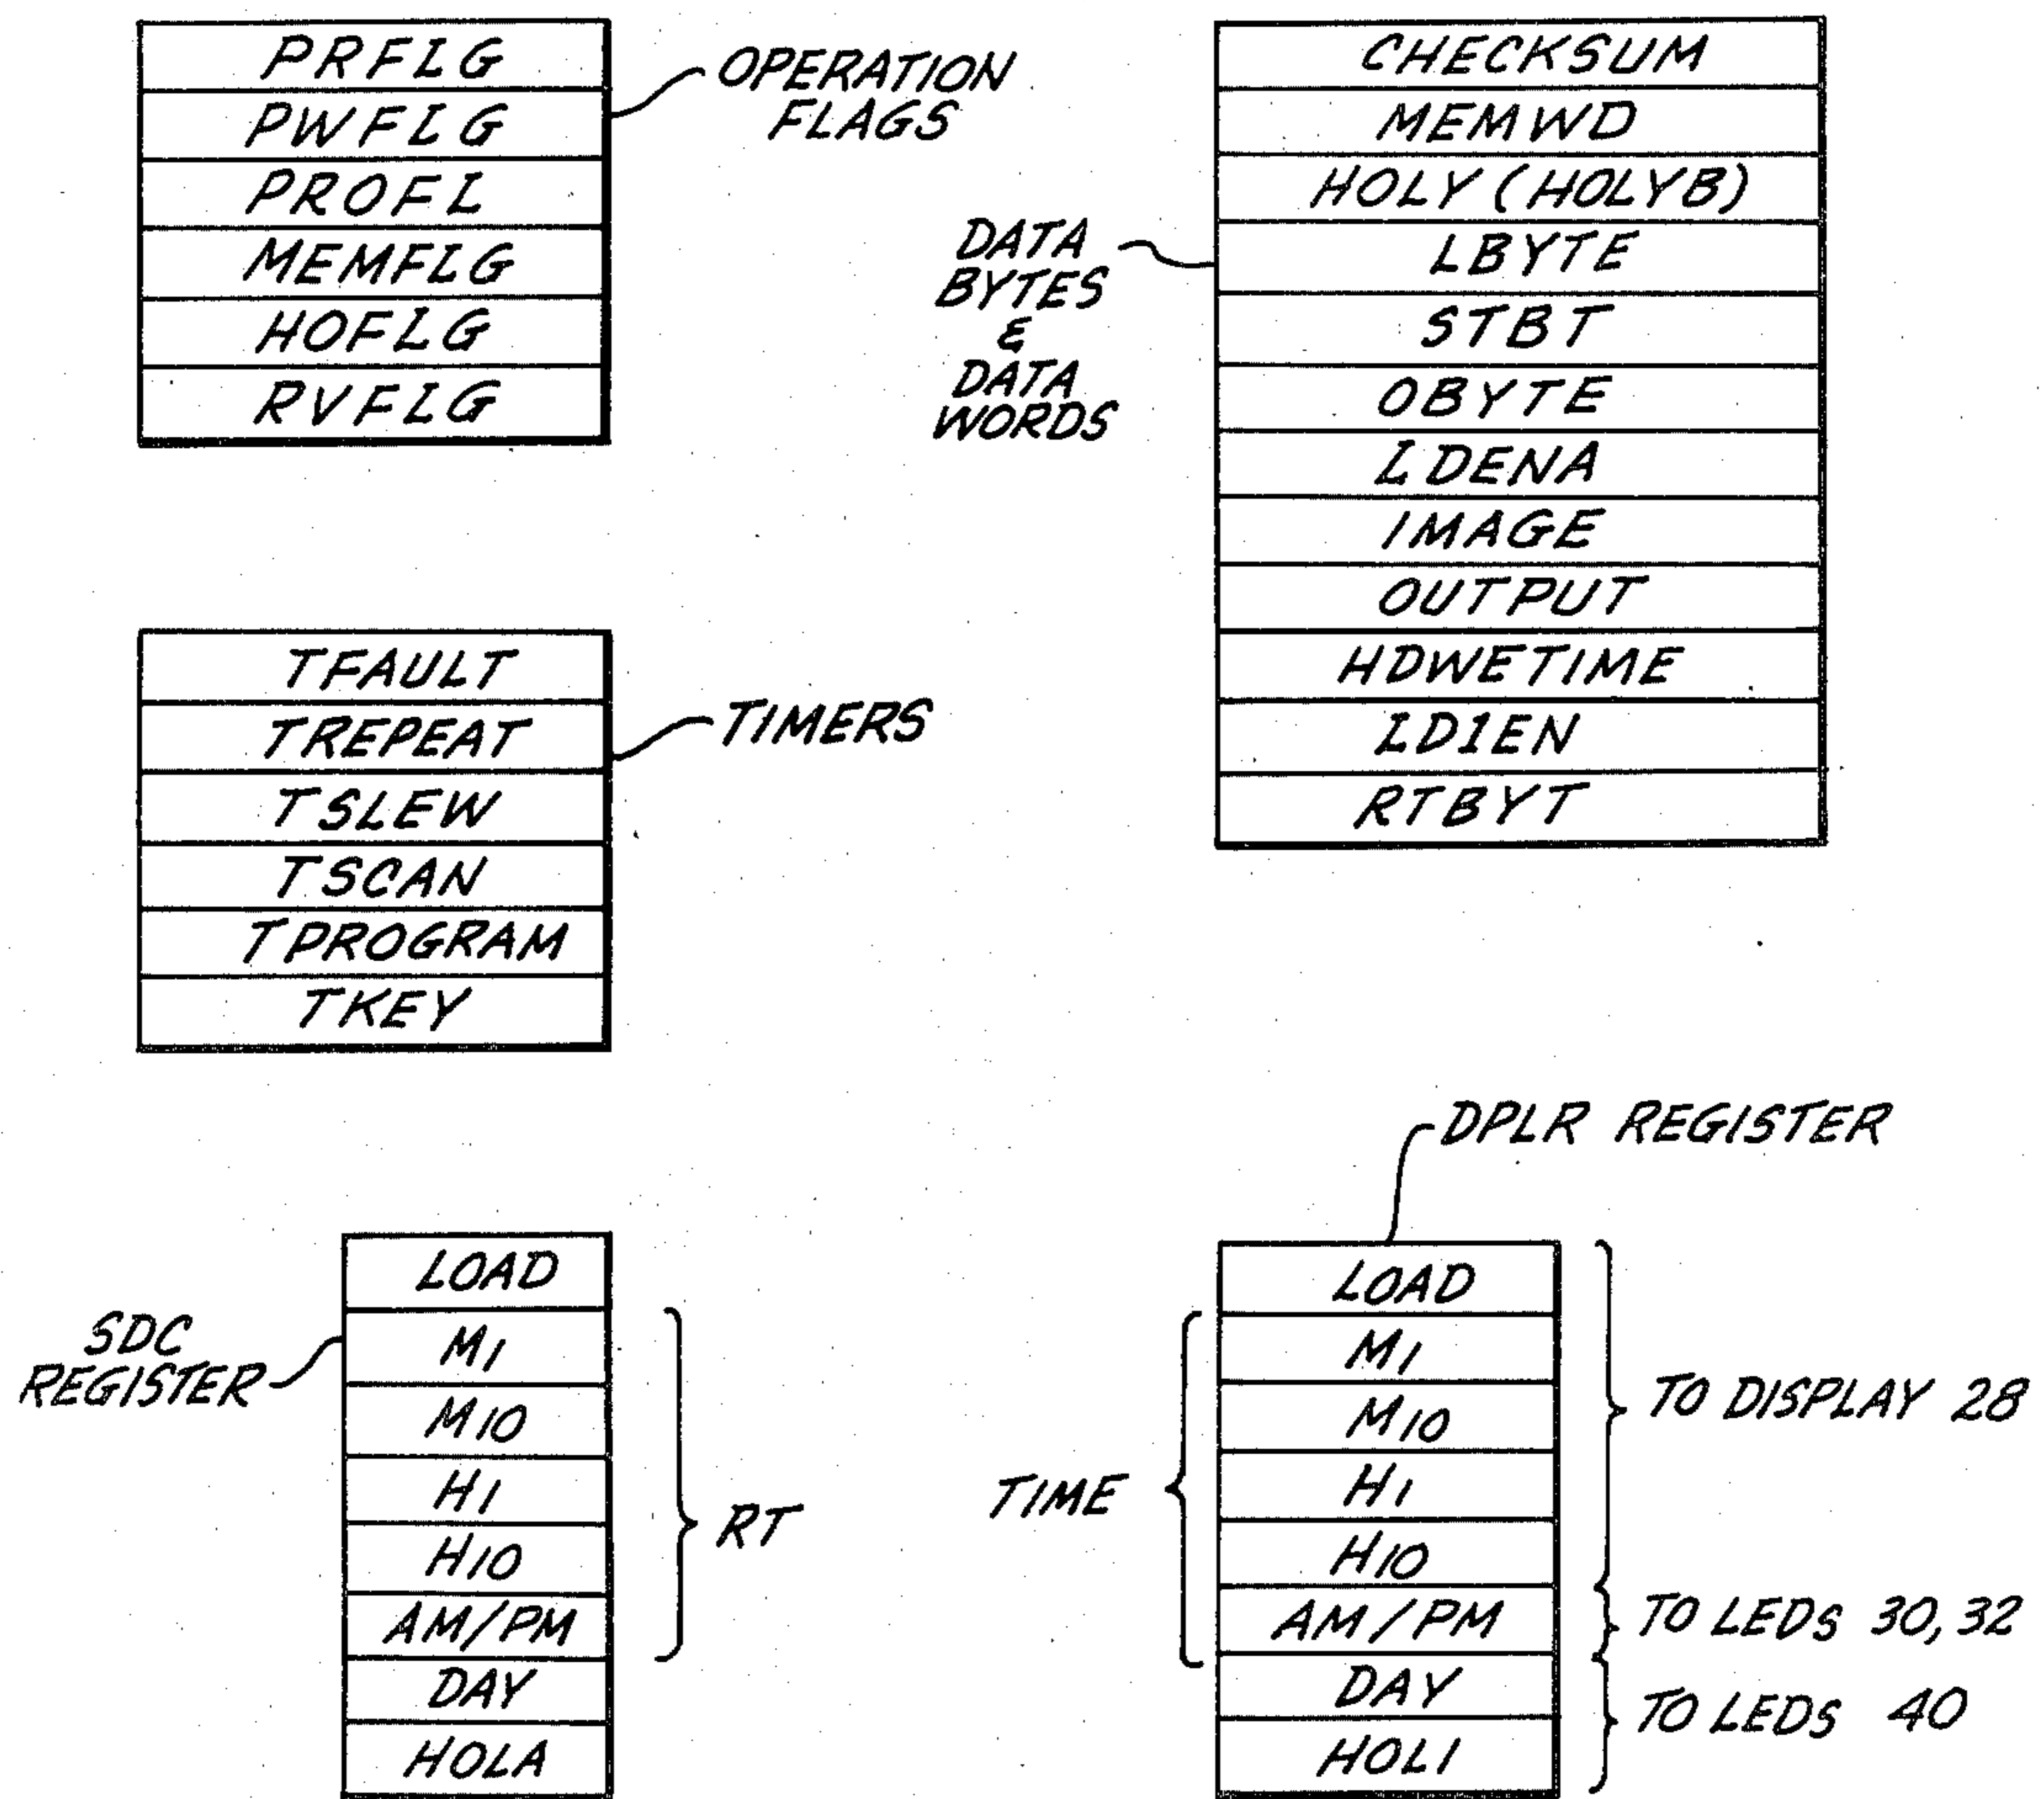 PRFLG
PWFLG
PROFL
MEMFLG
HOFLG
RVFLG
OPERATION
FLAGS
CHECKSUM
MEMWD
HOLY (HOLYB)
LBYTE
STBT
OBYTE
LDENA
IMAGE
OUTPUT
HDWETIME
LD1EN
RTBYT
DATA
BYTES
&
DATA
WORDS
TFAULT
TREPEAT
TSLEW
TSCAN
TPROGRAM
TKEY
TIMERS
SDC
REGISTER
LOAD
M1
M10
H1
H10
AM/PM
DAY
HOLA
RT
DPLR REGISTER
TIME
LOAD
M1
M10
H1
H10
AM/PM
DAY
HOLI
TO DISPLAY 28
TO LEDS 30, 32
TO LEDS 40